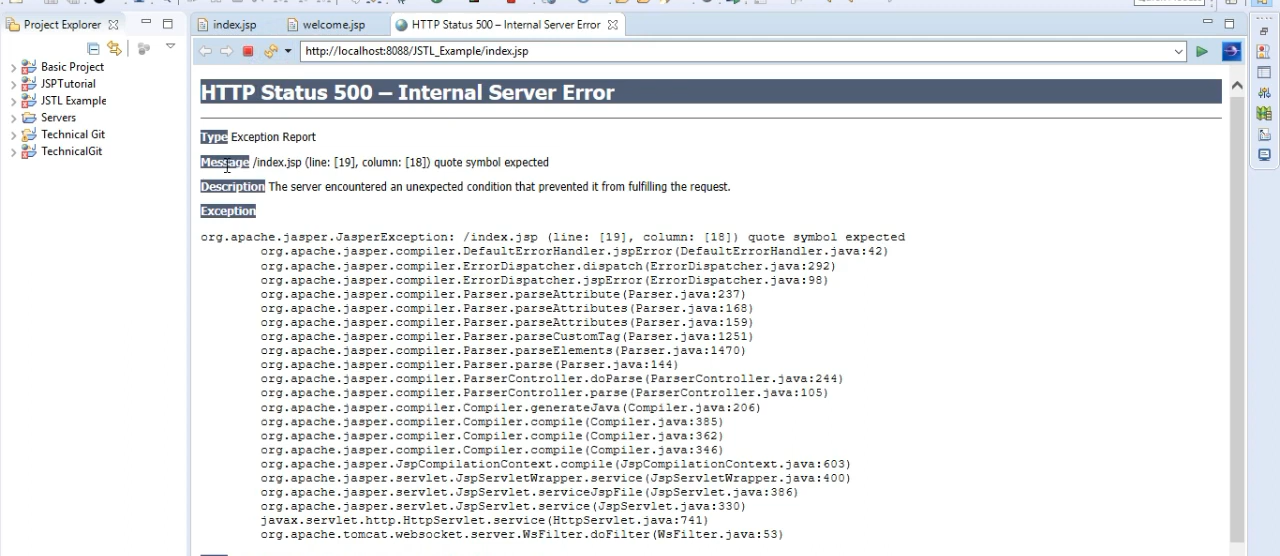 Project Explorer
index.jsp
welcome.jsp
HTTP Status 500 – Internal Server Error
http://localhost:8088/JSTL_Example/index.jsp
Basic Project
JSPTutorial
JSTL Example
Servers
Technical Git
TechnicalGit
HTTP Status 500 – Internal Server Error
Type Exception Report
Message /index.jsp (line: [19], column: [18]) quote symbol expected
Description The server encountered an unexpected condition that prevented it from fulfilling the request.
Exception
org.apache.jasper.JasperException: /index.jsp (line: [19], column: [18]) quote symbol expected
org.apache.jasper.compiler.DefaultErrorHandler.jspError(DefaultErrorHandler.java:42)
org.apache.jasper.compiler.ErrorDispatcher.dispatch(ErrorDispatcher.java:292)
org.apache.jasper.compiler.ErrorDispatcher.jspError(ErrorDispatcher.java:98)
org.apache.jasper.compiler.Parser.parseAttribute(Parser.java:237)
org.apache.jasper.compiler.Parser.parseAttributes(Parser.java:168)
org.apache.jasper.compiler.Parser.parseAttributes(Parser.java:159)
org.apache.jasper.compiler.Parser.parseCustomTag(Parser.java:1251)
org.apache.jasper.compiler.Parser.parseElements(Parser.java:1470)
org.apache.jasper.compiler.Parser.parse(Parser.java:144)
org.apache.jasper.compiler.ParserController.doParse(ParserController.java:244)
org.apache.jasper.compiler.ParserController.parse(ParserController.java:105)
org.apache.jasper.compiler.Compiler.generateJava(Compiler.java:206)
org.apache.jasper.compiler.Compiler.compile(Compiler.java:385)
org.apache.jasper.compiler.Compiler.compile(Compiler.java:362)
org.apache.jasper.compiler.Compiler.compile(Compiler.java:346)
org.apache.jasper.JspCompilationContext.compile(JspCompilationContext.java:603)
org.apache.jasper.servlet.JspServletWrapper.service(JspServletWrapper.java:400)
org.apache.jasper.servlet.JspServlet.serviceJspFile(JspServlet.java:386)
org.apache.jasper.servlet.JspServlet.service(JspServlet.java:330)
javax.servlet.http.HttpServlet.service(HttpServlet.java:741)
org.apache.tomcat.websocket.server.WsFilter.doFilter(WsFilter.java:53)